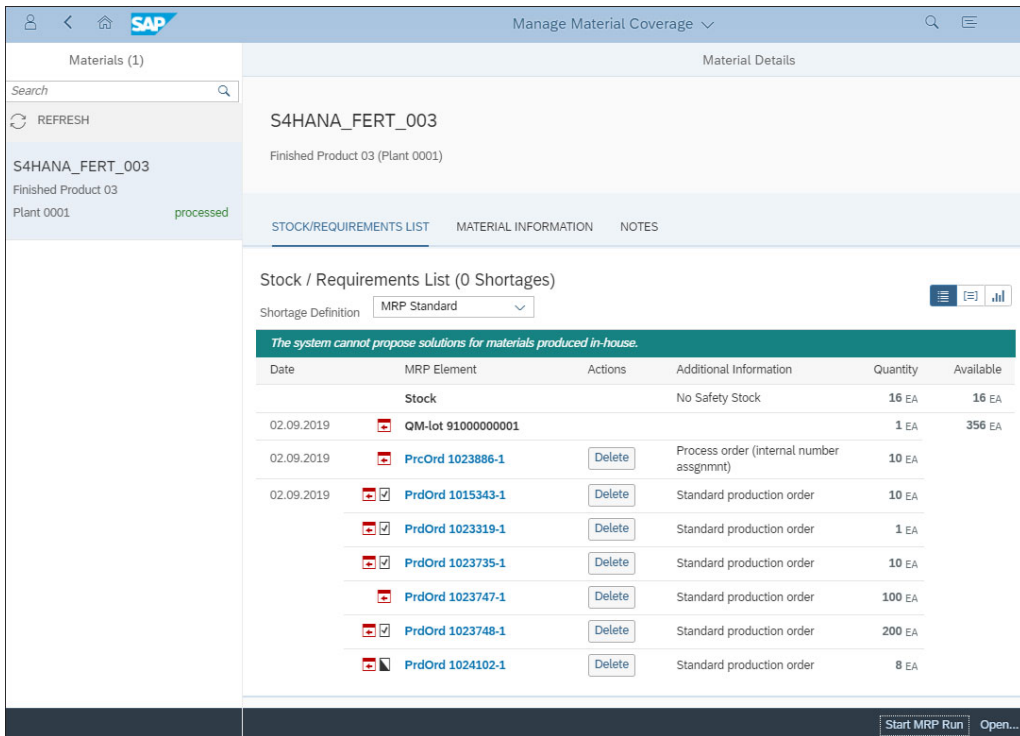 SAP
Manage Material Coverage
Materials (1)
Material Details
Search
REFRESH
S4HANA_FERT_003
Finished Product 03
Plant 0001 processed
S4HANA_FERT_003
Finished Product 03 (Plant 0001)
STOCK/REQUIREMENTS LIST MATERIAL INFORMATION NOTES
Stock / Requirements List (0 Shortages)
Shortage Definition MRP Standard
The system cannot propose solutions for materials produced in-house.
Date MRP Element Actions Additional Information Quantity Available
Stock No Safety Stock 16 EA 16 EA
02.09.2019 QM-lot 91000000001 1 EA 356 EA
02.09.2019 PrcOrd 1023886-1 Delete Process order (internal number
assgnmnt) 10 EA
02.09.2019 PrdOrd 1015343-1 Delete Standard production order 10 EA
PrdOrd 1023319-1 Delete Standard production order 1 EA
PrdOrd 1023735-1 Delete Standard production order 10 EA
PrdOrd 1023747-1 Delete Standard production order 100 EA
PrdOrd 1023748-1 Delete Standard production order 200 EA
PrdOrd 1024102-1 Delete Standard production order 8 EA
Start MRP Run Open...